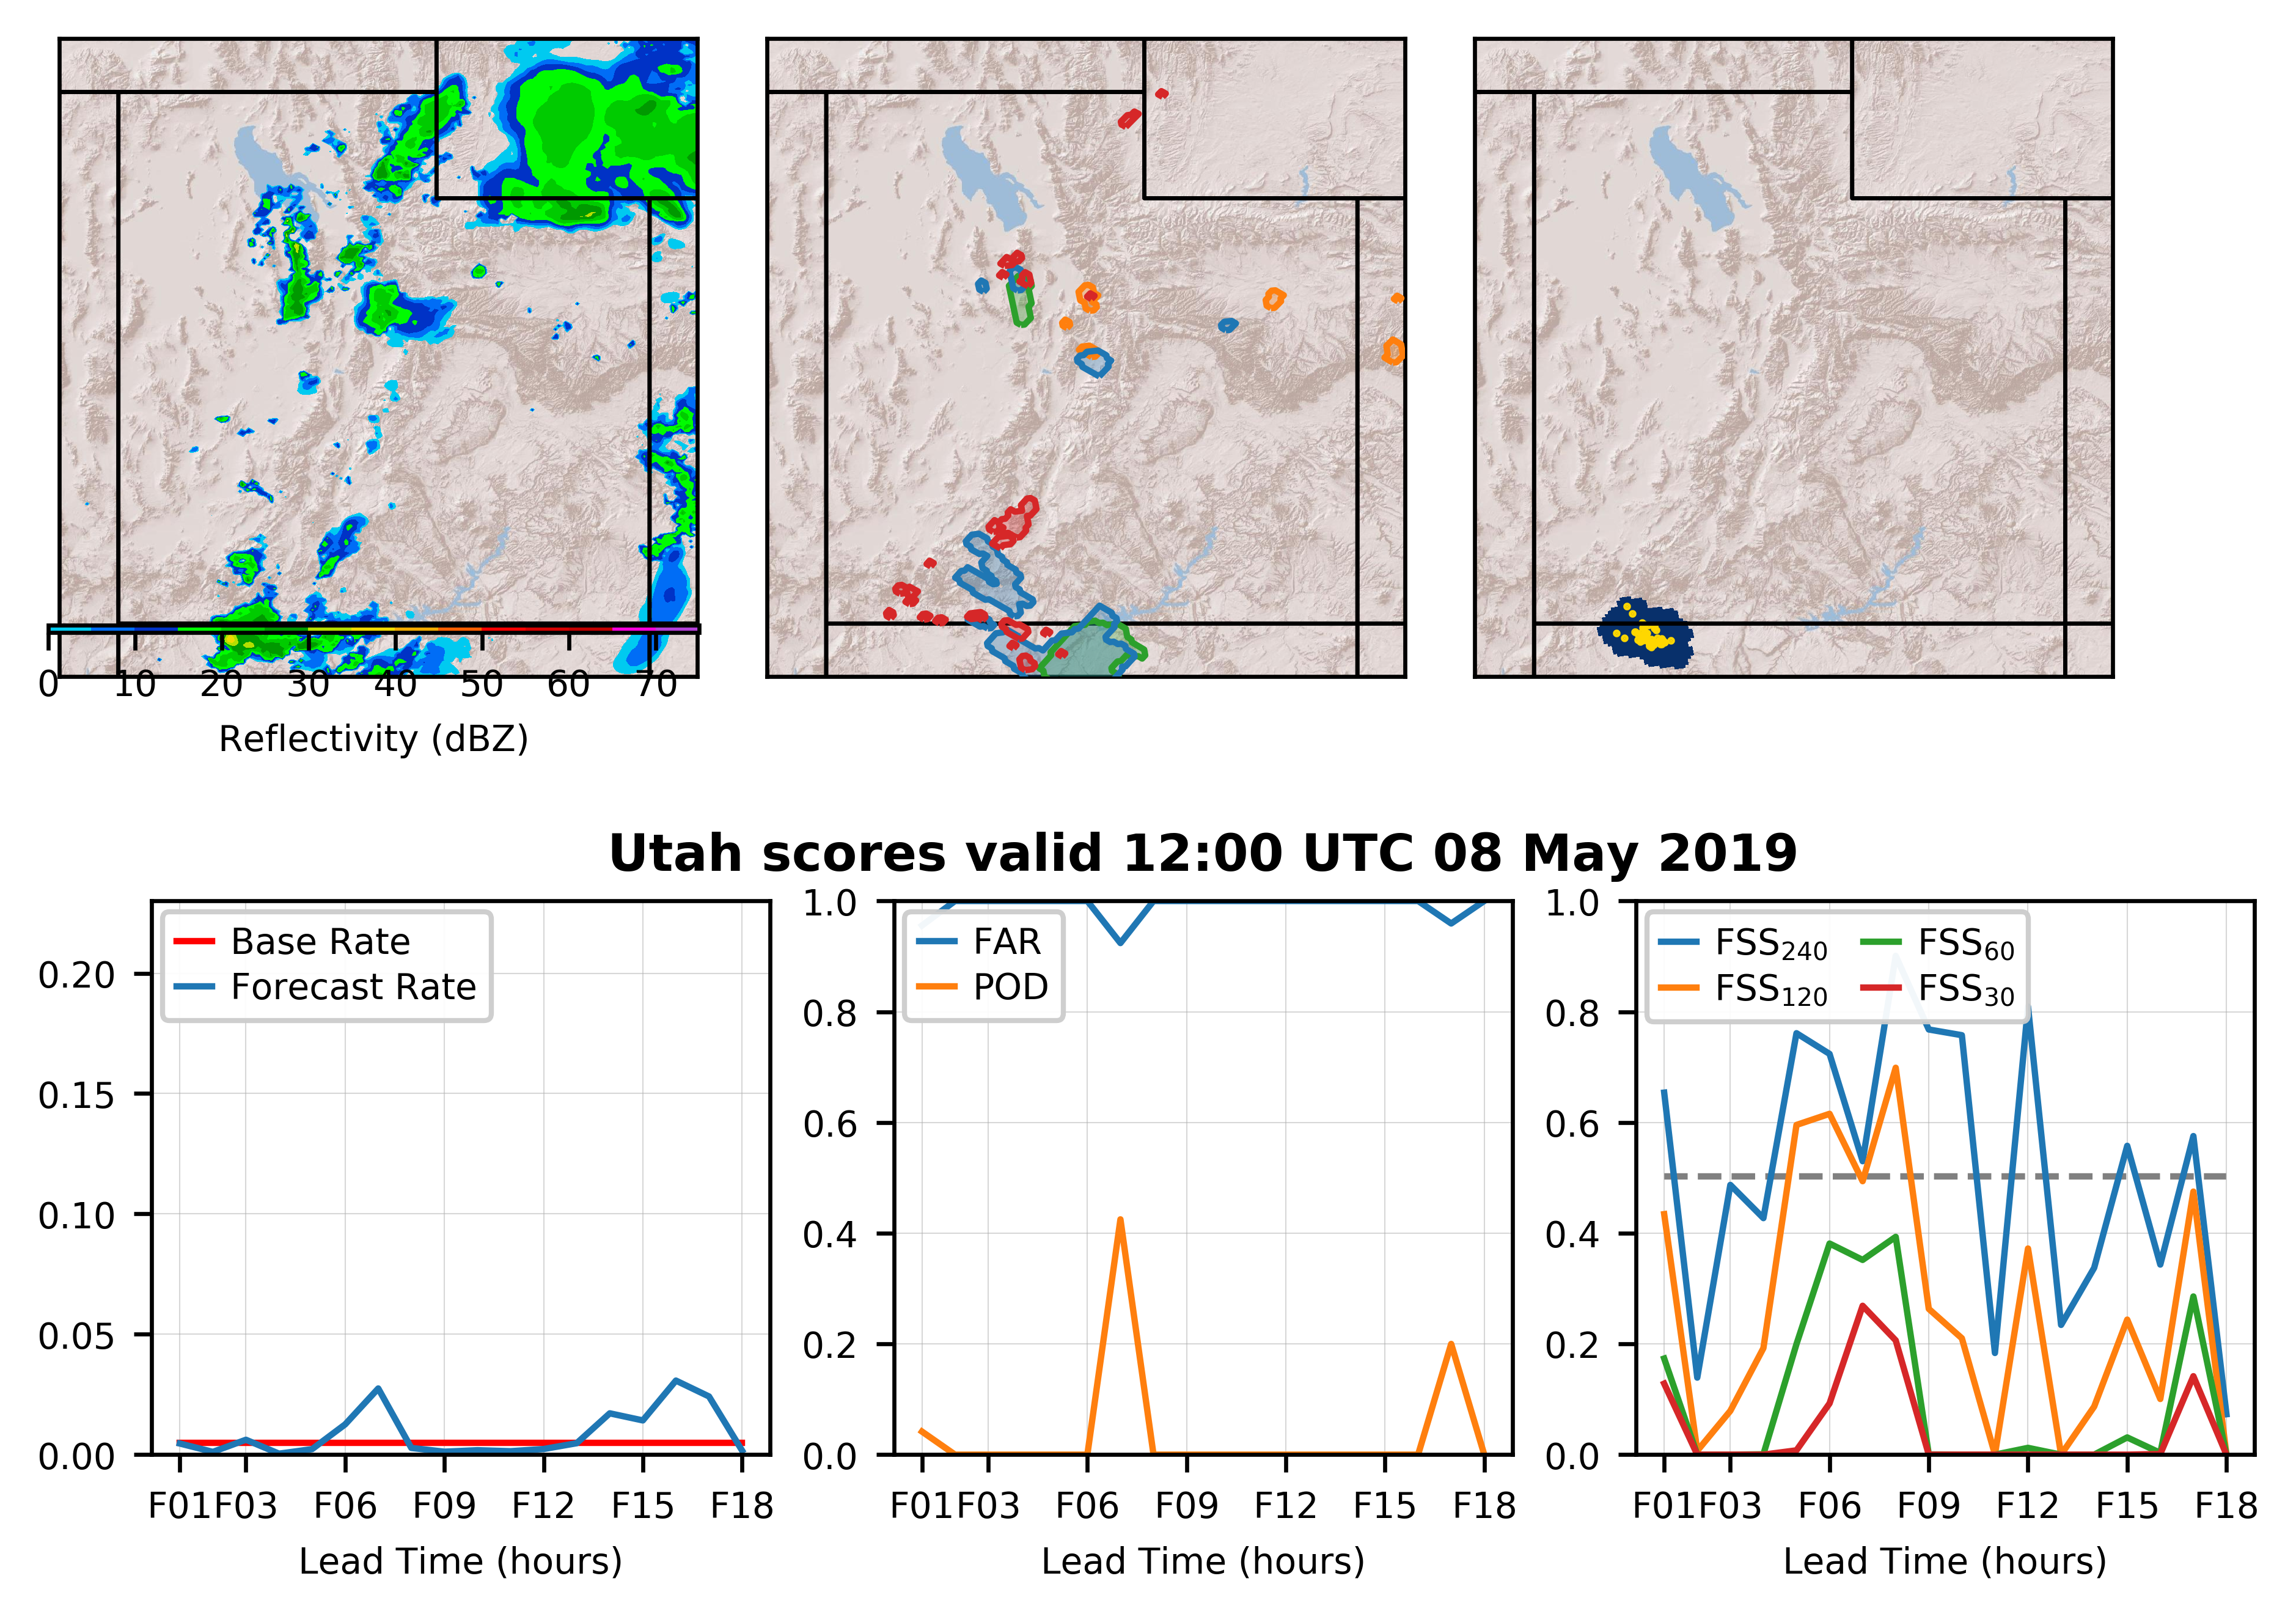 0 10 20 30 40 50 60 70
Reflectivity (dBZ)
Utah scores valid 12:00 UTC 08 May 2019
Base Rate
Forecast Rate
0.20
0.15
0.10
0.05
0.00
F01 F03 F06 F09 F12 F15 F18
Lead Time (hours)
FAR
POD
1.0
0.8
0.6
0.4
0.2
0.0
F01 F03 F06 F09 F12 F15 F18
Lead Time (hours)
FSS240 FSS60
FSS120 FSS30
1.0
0.8
0.6
0.4
0.2
0.0
F01 F03 F06 F09 F12 F15 F18
Lead Time (hours)